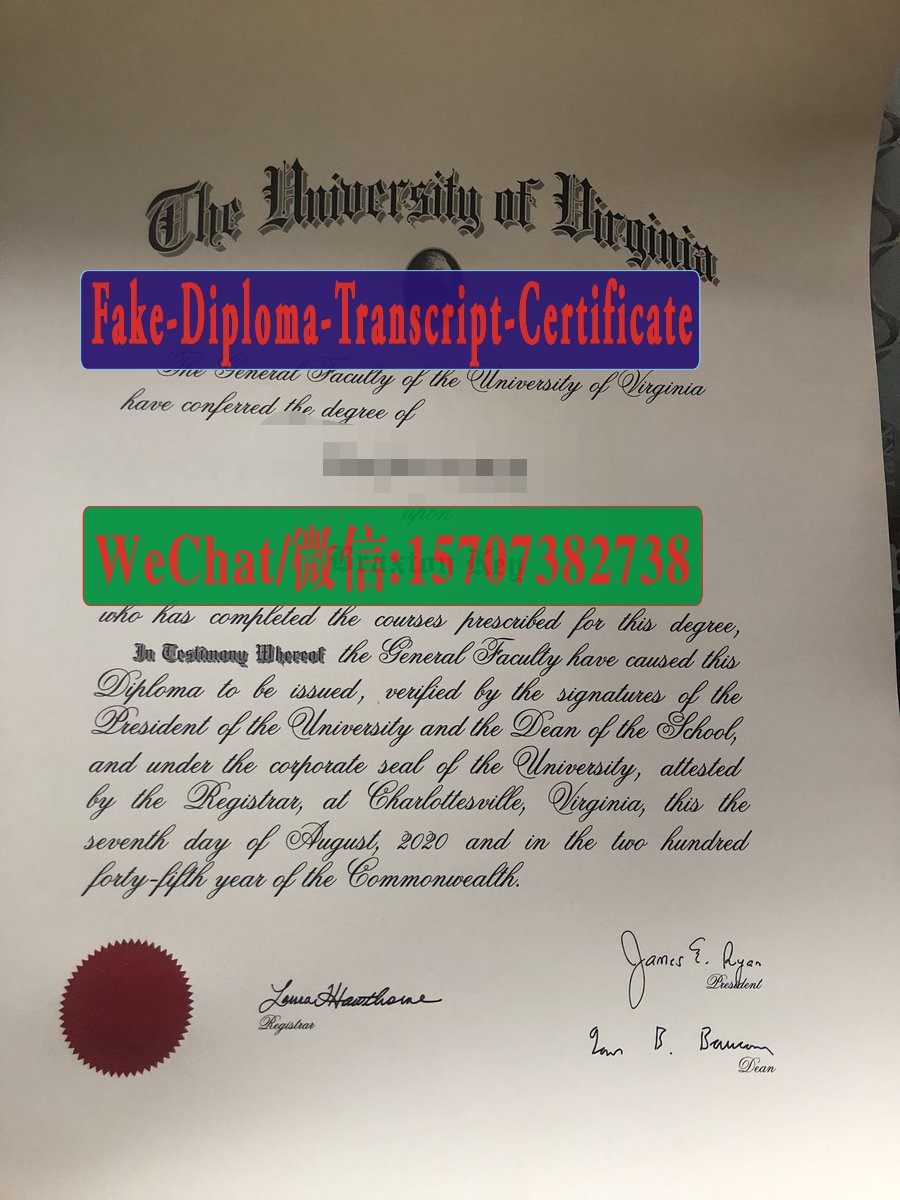 The University of Virginia
Fake-Diploma-Transcript-Certificate
The General Faculty of the University of Virginia
have conferred the degree of
upon
WeChat/微信:15707382738
Braxton Key
who has completed the courses prescribed for this degree,
In Testimony Whereof the General Faculty have caused this
Diploma to be issued, verified by the signatures of the
President of the University and the Dean of the School,
and under the corporate seal of the University, attested
by the Registrar, at Charlottesville, Virginia, this the
seventh day of August, 2020 and in the two hundred
forty-fifth year of the Commonwealth.
James E. Ryan
President
Laura Hawthorne
Registrar
B.
Dean